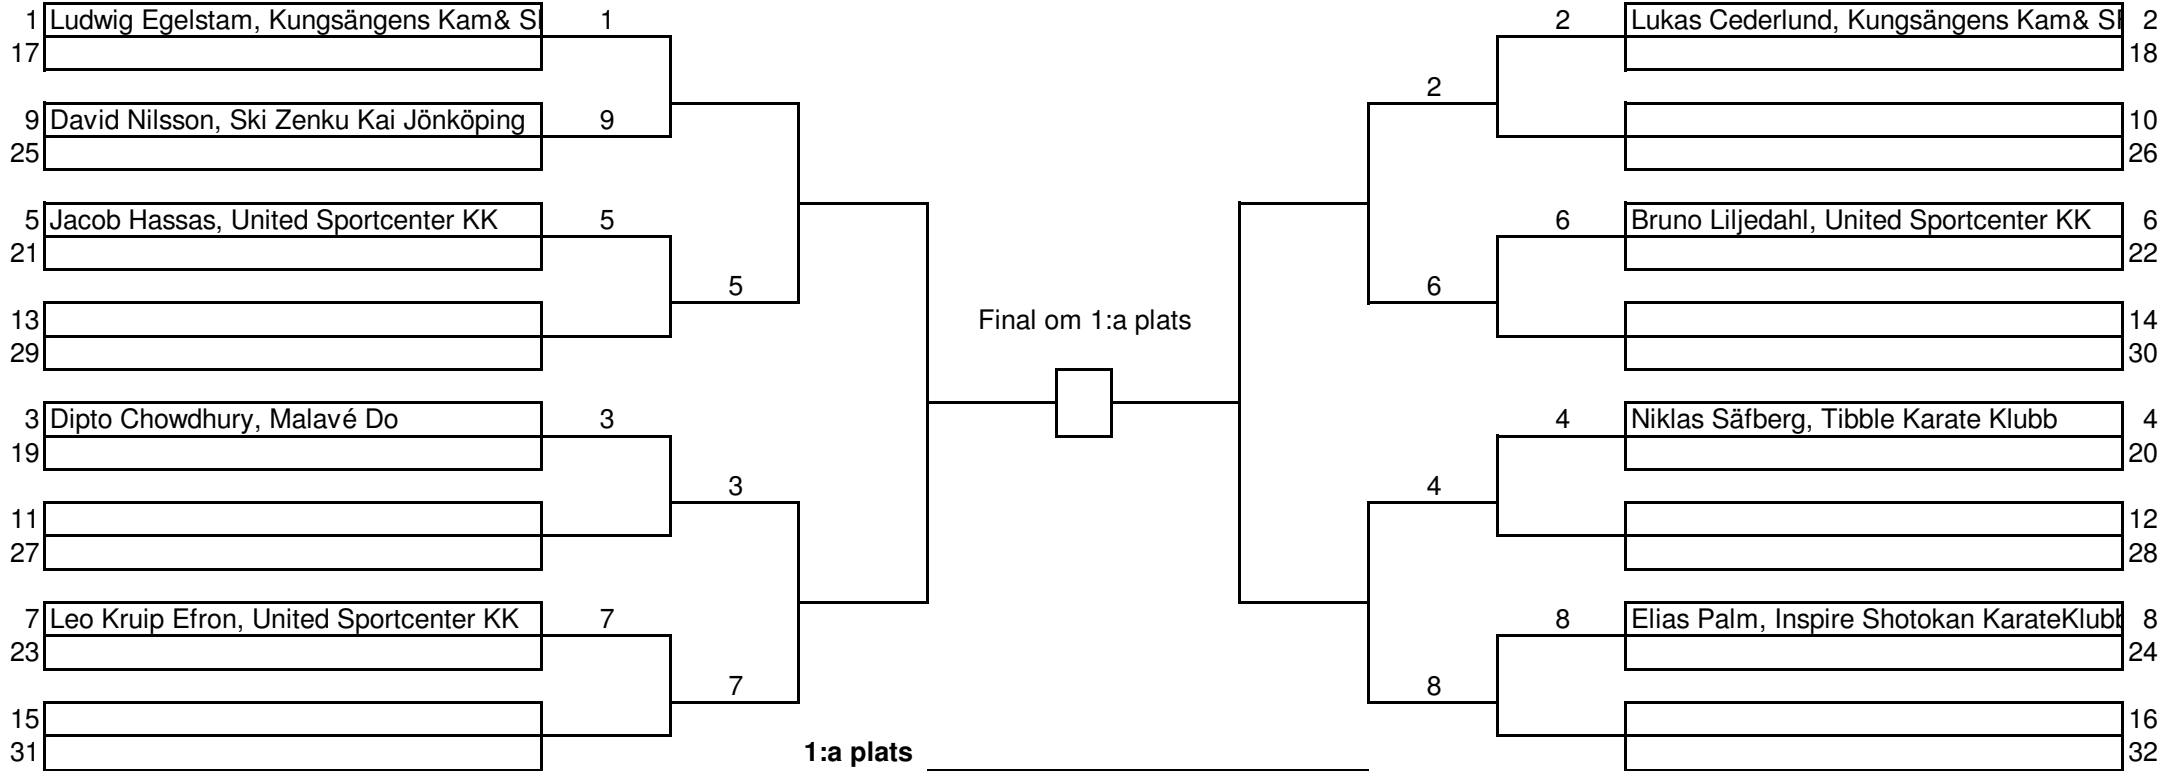 1 Ludwig Egelstam, Kungsängens Kam& S 1 2 Lukas Cederlund, Kungsängens Kam& S 2
17 18
2
9 David Nilsson, Ski Zenku Kai Jönköping 9 10
25 26
5 Jacob Hassas, United Sportcenter KK 5 6 Bruno Liljedahl, United Sportcenter KK 6
21 22
5 6
13 Final om 1:a plats 14
29 30
3 Dipto Chowdhury, Malavé Do 3 4 Niklas Säfberg, Tibble Karate Klubb 4
19 20
3 4
11 12
27 28
7 Leo Kruip Efron, United Sportcenter KK 7 8 Elias Palm, Inspire Shotokan KarateKlubb 8
23 24
7 8
15 16
31 1:a plats 32